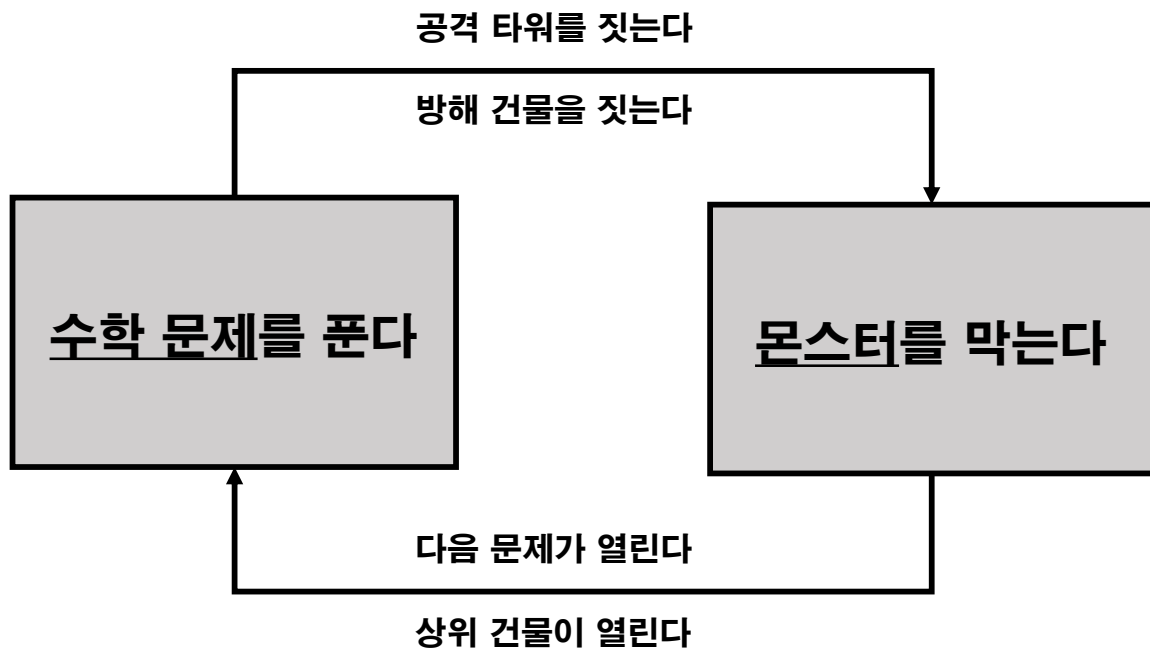 공격 타워를 짓는다
방해 건물을 짓는다
수학 문제를 푼다
몬스터를 막는다
다음 문제가 열린다
상위 건물이 열린다